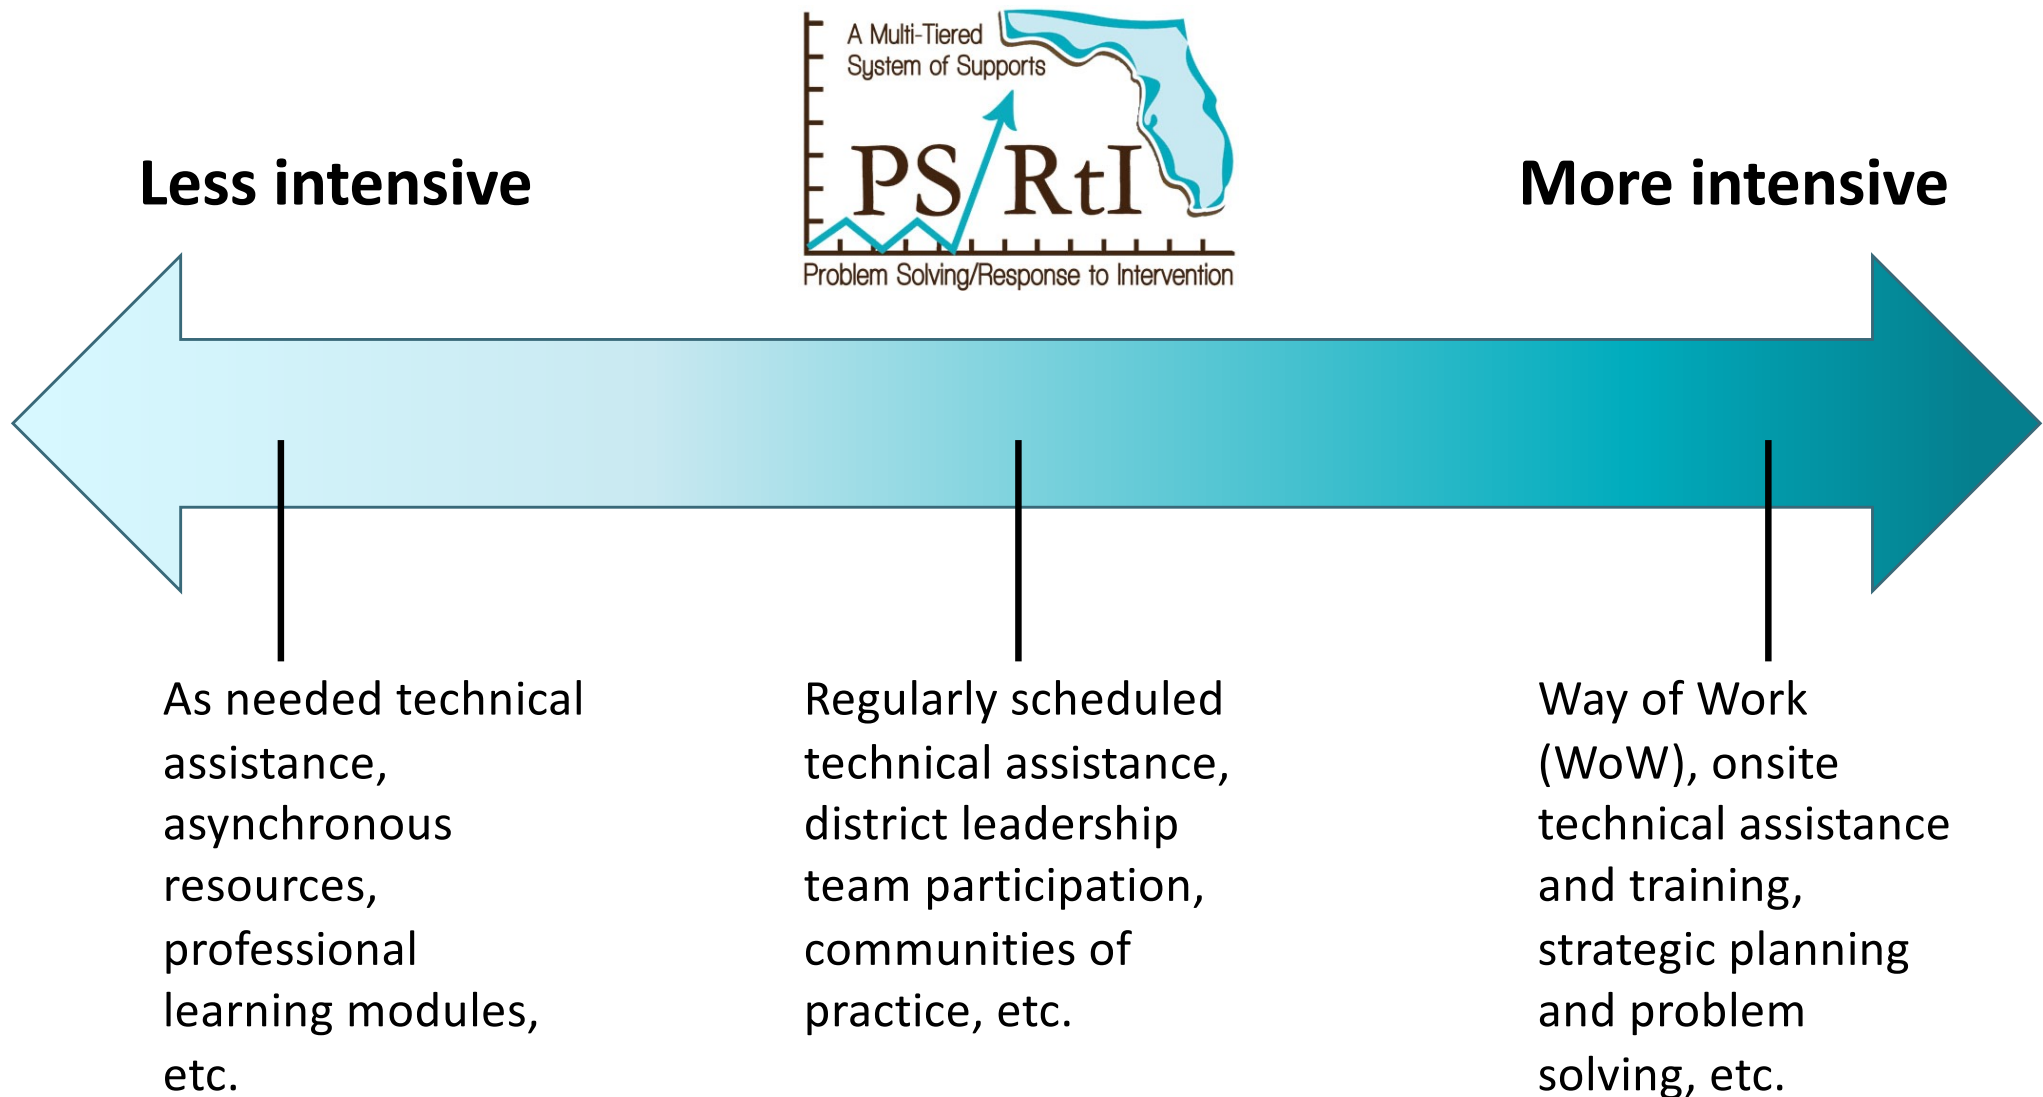 A Multi-Tiered
System of Supports
PS/RtI
Problem Solving/Response to Intervention
Less intensive
More intensive
As needed technical
assistance,
asynchronous
resources,
professional
learning modules,
etc.
Regularly scheduled
technical assistance,
district leadership
team participation,
communities of
practice, etc.
Way of Work
(WoW), onsite
technical assistance
and training,
strategic planning
and problem
solving, etc.